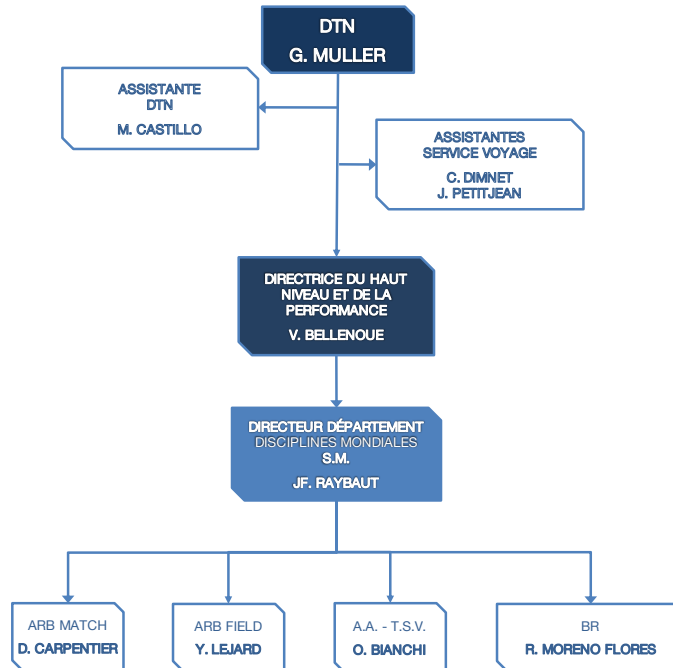 DTN
G. MULLER
ASSISTANTE
DTN
M. CASTILLO
ASSISTANTES
SERVICE VOYAGE
C. DIMNET
J. PETITJEAN
DIRECTRICE DU HAUT
NIVEAU ET DE LA
PERFORMANCE
V. BELLENOUE
DIRECTEUR DÉPARTEMENT
DISCIPLINES MONDIALES
S.M.
JF. RAYBAUT
ARB MATCH
D. CARPENTIER
ARB FIELD
Y. LEJARD
A.A. - T.S.V.
O. BIANCHI
BR
R. MORENO FLORES